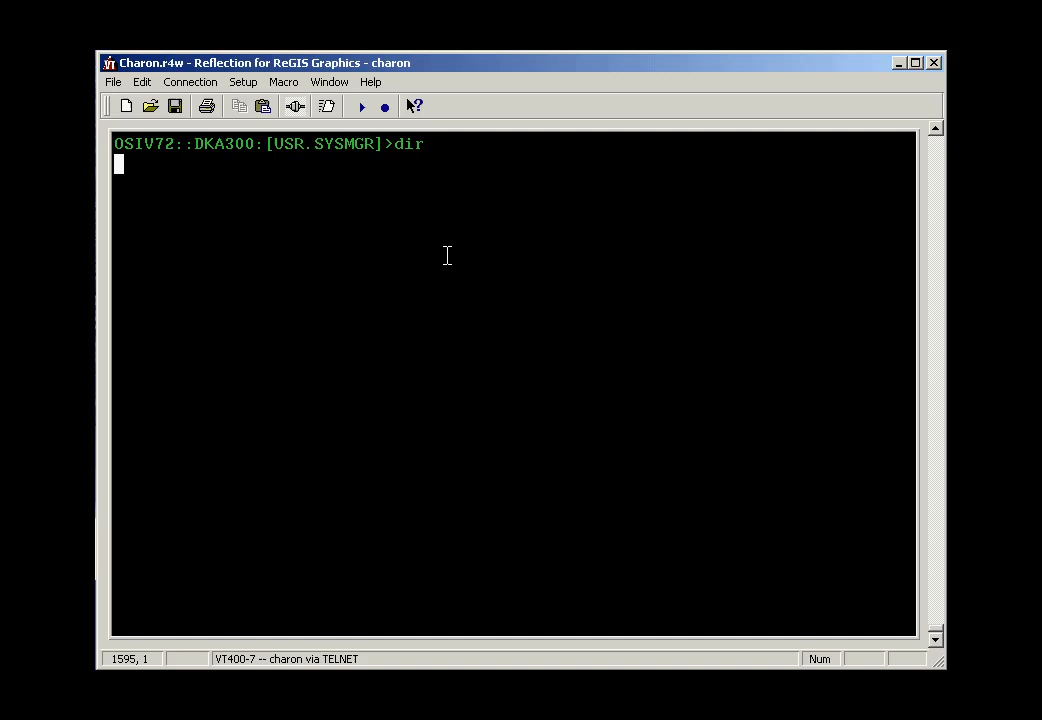 Charon.r4w - Reflection for ReGIS Graphics - charon
File Edit Connection Setup Macro Window Help
OSIV72::DKA300:[USR.SYSMGR]>dir
1595, 1 VT400-7 -- charon via TELNET Num